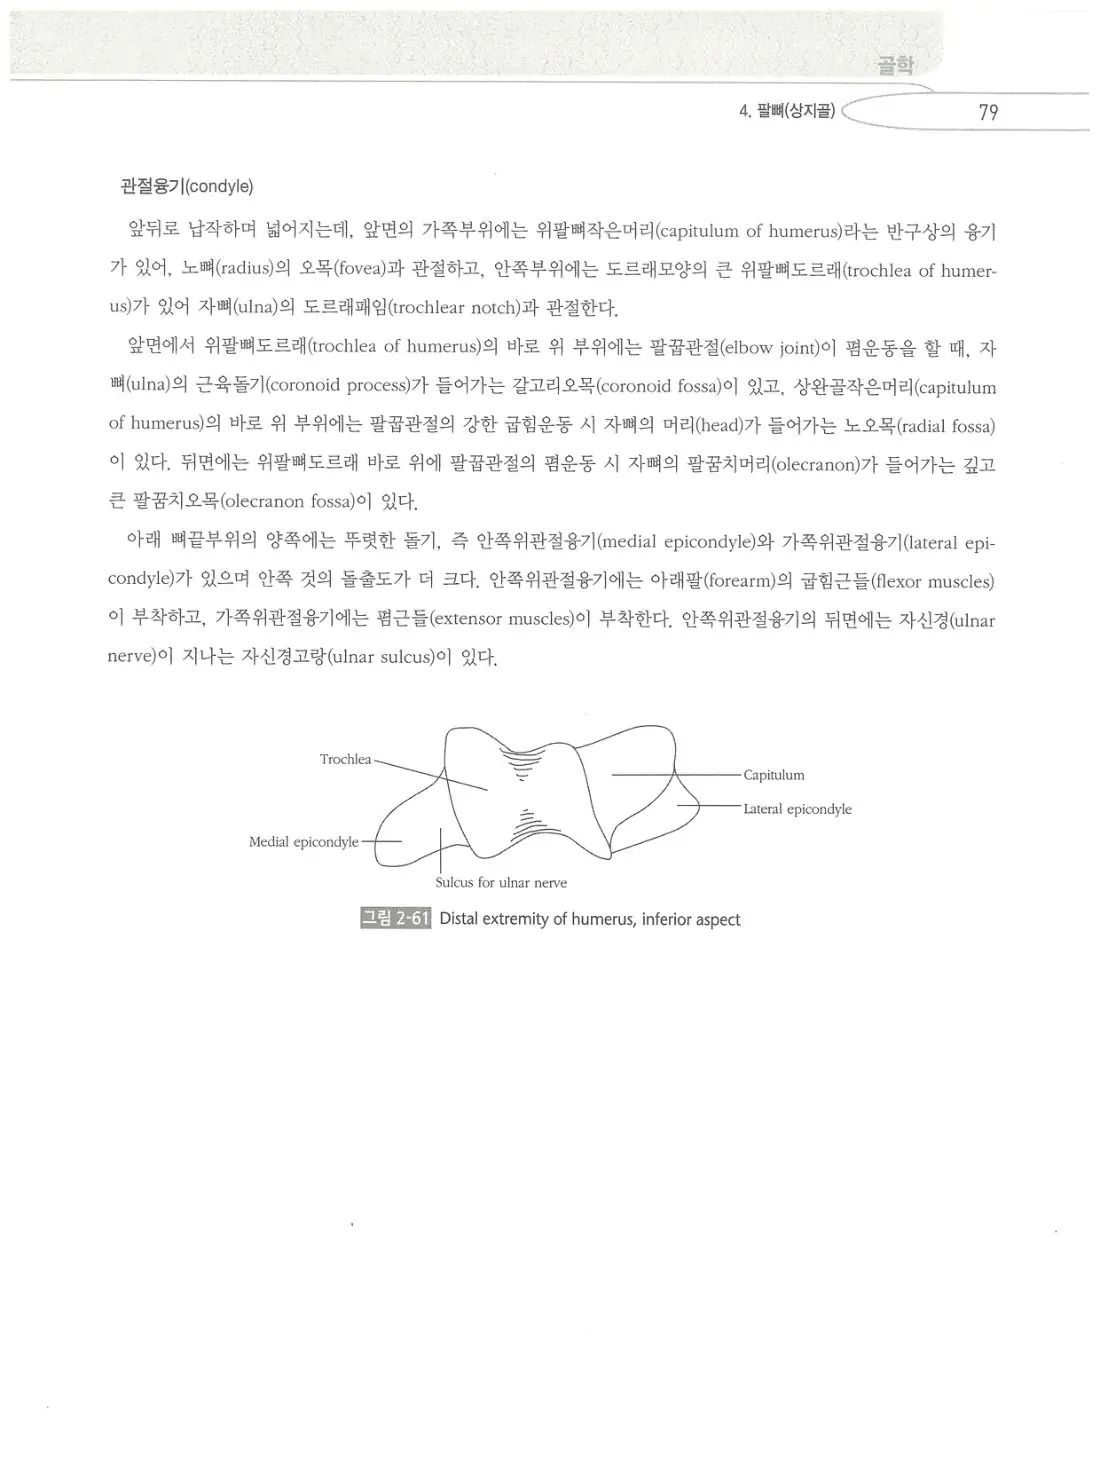 골학
4. 팔뼈(상지골)
79
관절융기(condyle)
앞뒤로 납작하며 넓어지는데, 앞면의 가쪽부위에는 위팔뼈작은머리(capitulum of humerus)라는 반구상의 융기
가 있어, 노뼈(radius)의 오목(fovea)과 관절하고, 안쪽부위에는 도르래모양의 큰 위팔뼈도르래(trochlea of humer-
us)가 있어 자뼈(ulna)의 도르래패임(trochlear notch)과 관절한다.
앞면에서 위팔뼈도르래(trochlea of humerus)의 바로 위 부위에는 팔꿉관절(elbow joint)이 폄운동을 할 때, 자
뼈(ulna)의 근육돌기(coronoid process)가 들어가는 갈고리오목(coronoid fossa)이 있고, 상완골작은머리(capitulum
of humerus)의 바로 위 부위에는 팔꿉관절의 강한 굽힘운동 시 자뼈의 머리(head)가 들어가는 노오목(radial fossa)
이 있다. 뒤면에는 위팔뼈도르래 바로 위에 팔꿉관절의 폄운동 시 자뼈의 팔꿈치머리(olecranon)가 들어가는 깊고
큰 팔꿈치오목(olecranon fossa)이 있다.
아래 뼈끝부위의 양쪽에는 뚜렷한 돌기, 즉 안쪽위관절융기(medial epicondyle)와 가쪽위관절융기(lateral epi-
condyle)가 있으며 안쪽 것의 돌출도가 더 크다. 안쪽위관절융기에는 아래팔(forearm)의 굽힘근들(flexor muscles)
이 부착하고, 가쪽위관절융기에는 폄근들(extensor muscles)이 부착한다. 안쪽위관절융기의 뒤면에는 자신경(ulnar
nerve)이 지나는 자신경고랑(ulnar sulcus)이 있다.
Trochlea
Capitulum
Lateral epicondyle
Medial epicondyle
Sulcus for ulnar nerve
그림 2-61 Distal extremity of humerus, inferior aspect